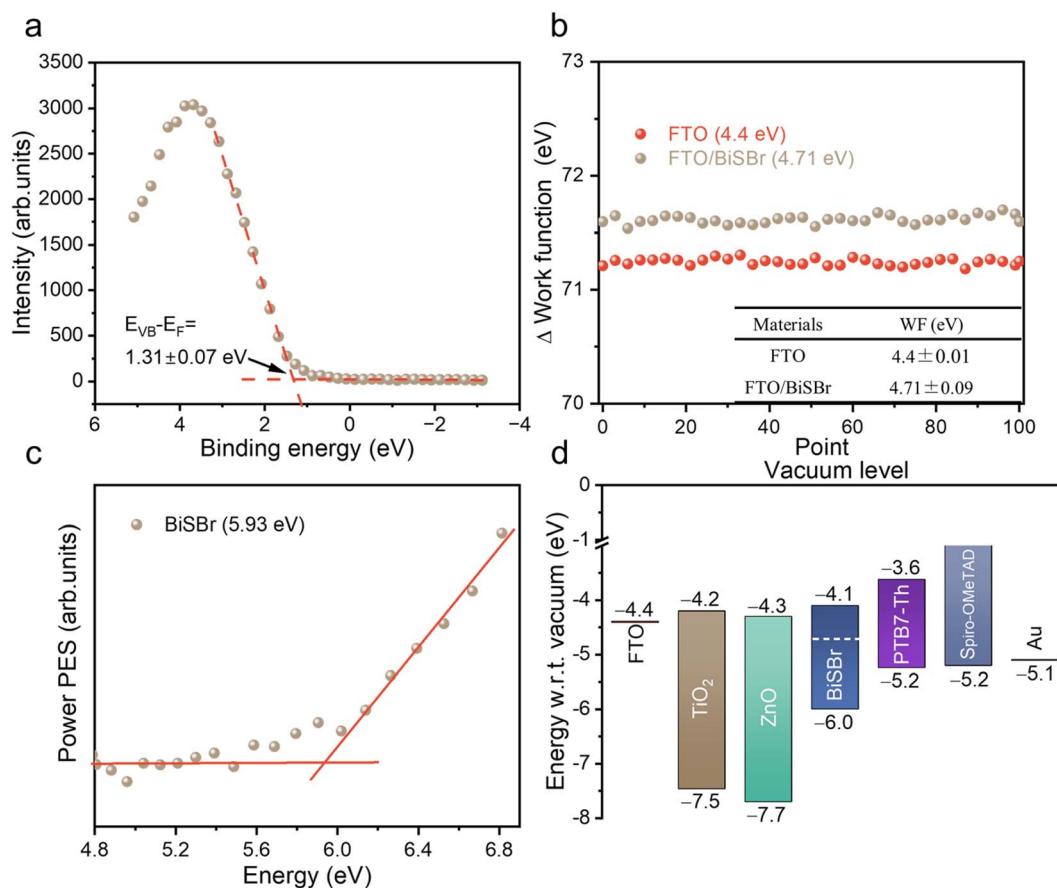 a
3500
3000
2500
2000
1500
1000
500
0
Intensity (arb.units)
E_VB-E_F=
1.31±0.07 eV
6
4
2
0
−2
−4
Binding energy (eV)
b
73
72
71
70
Δ Work function (eV)
FTO (4.4 eV)
FTO/BiSBr (4.71 eV)
Materials WF (eV)
FTO 4.4±0.01
FTO/BiSBr 4.71±0.09
0
20
40
60
80
100
Point
c
Power PES (arb.units)
BiSBr (5.93 eV)
4.8
5.2
5.6
6.0
6.4
6.8
Energy (eV)
d
Vacuum level
0
-1
-4
-5
-6
-7
-8
Energy w.r.t. vacuum (eV)
−4.4
FTO
−4.2
TiO₂
−7.5
−4.3
ZnO
−7.7
−4.1
BiSBr
−6.0
−3.6
PTB7-Th
−5.2
Spiro-OMeTAD
−5.2
Au
−5.1